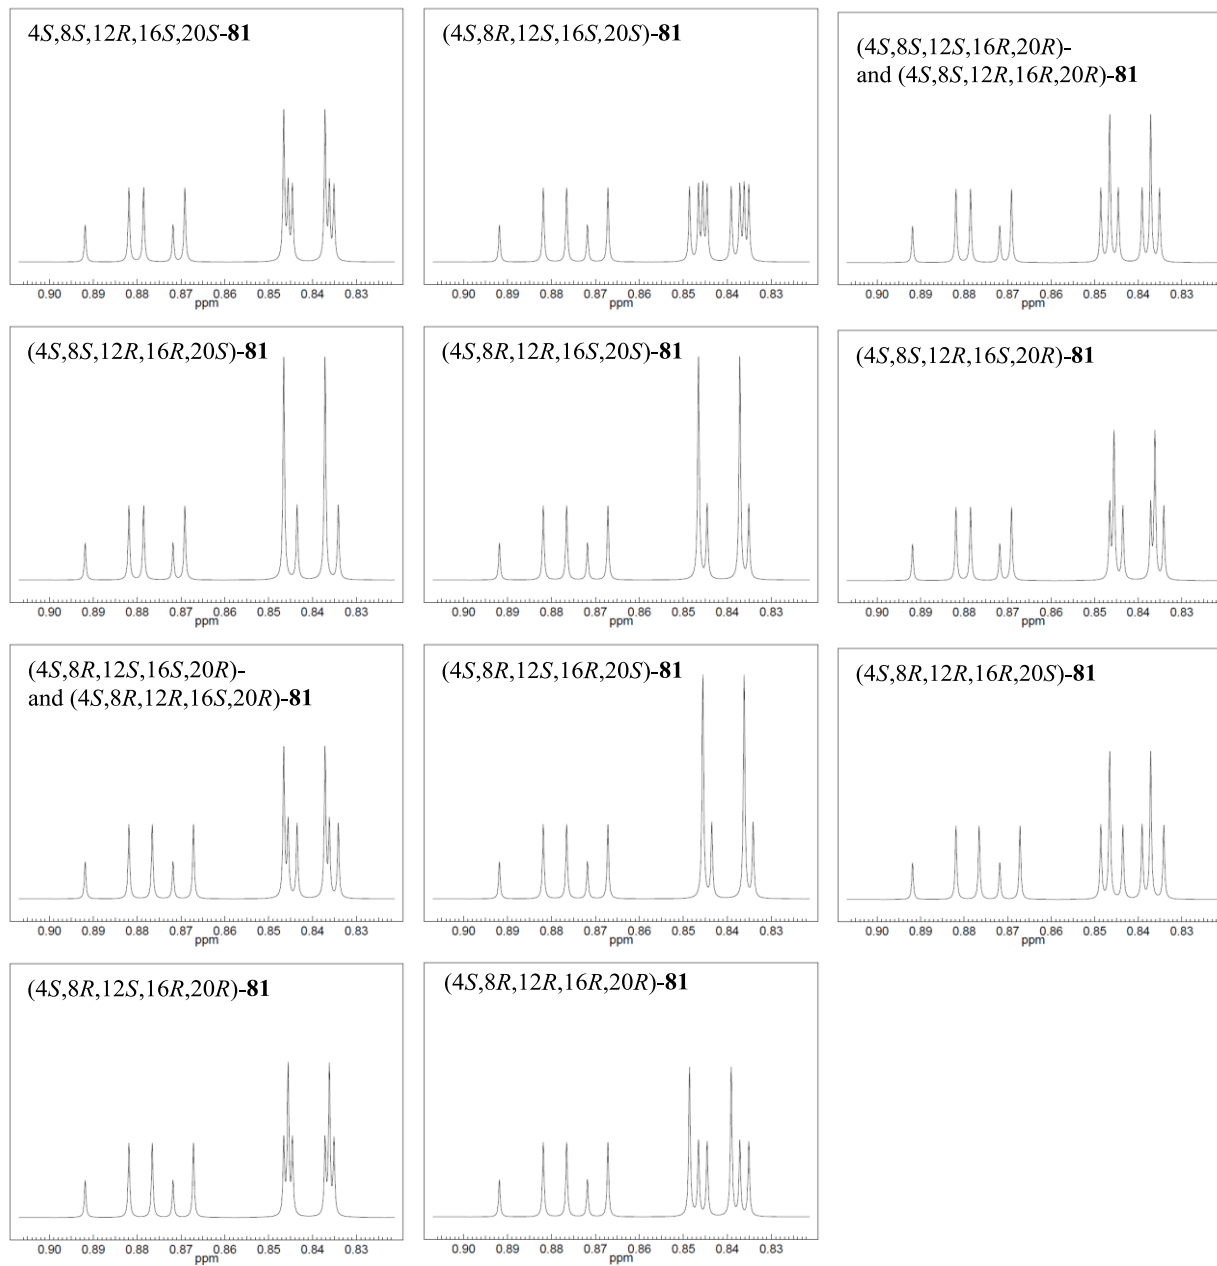 4S,8S,12R,16S,20S-81
0.90 0.89 0.88 0.87 0.86 0.85 0.84 0.83
ppm
(4S,8R,12S,16S,20S)-81
0.90 0.89 0.88 0.87 0.86 0.85 0.84 0.83
ppm
(4S,8S,12S,16R,20R)-
and (4S,8S,12R,16R,20R)-81
0.90 0.89 0.88 0.87 0.86 0.85 0.84 0.83
ppm
(4S,8S,12R,16R,20S)-81
0.90 0.89 0.88 0.87 0.86 0.85 0.84 0.83
ppm
(4S,8R,12R,16S,20S)-81
0.90 0.89 0.88 0.87 0.86 0.85 0.84 0.83
ppm
(4S,8S,12R,16S,20R)-81
0.90 0.89 0.88 0.87 0.86 0.85 0.84 0.83
ppm
(4S,8R,12S,16S,20R)-
and (4S,8R,12R,16S,20R)-81
0.90 0.89 0.88 0.87 0.86 0.85 0.84 0.83
ppm
(4S,8R,12S,16R,20S)-81
0.90 0.89 0.88 0.87 0.86 0.85 0.84 0.83
ppm
(4S,8R,12R,16R,20S)-81
0.90 0.89 0.88 0.87 0.86 0.85 0.84 0.83
ppm
(4S,8R,12S,16R,20R)-81
0.90 0.89 0.88 0.87 0.86 0.85 0.84 0.83
ppm
(4S,8R,12R,16R,20R)-81
0.90 0.89 0.88 0.87 0.86 0.85 0.84 0.83
ppm